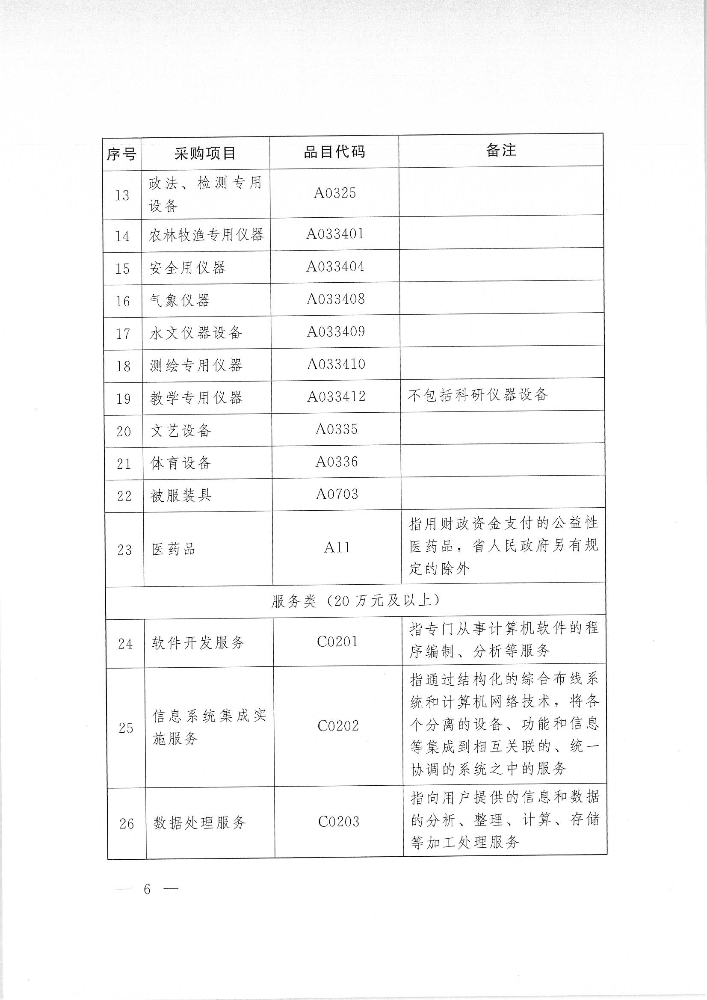 序号 采购项目 品目代码 备注
13 政法、检测专用设备 A0325
14 农林牧渔专用仪器 A033401
15 安全用仪器 A033404
16 气象仪器 A033408
17 水文仪器设备 A033409
18 测绘专用仪器 A033410
19 教学专用仪器 A033412 不包括科研仪器设备
20 文艺设备 A0335
21 体育设备 A0336
22 被服装具 A0703
23 医药品 A11
指用财政资金支付的公益性
医药品，省人民政府另有规
定的除外
服务类（20 万元及以上）
24 软件开发服务 C0201
指专门从事计算机软件的程
序编制、分析等服务
25 信息系统集成实施服务 C0202
指通过结构化的综合布线系
统和计算机网络技术，将各
个分离的设备、功能和信息
等集成到相互关联的、统一
协调的系统之中的服务
26 数据处理服务 C0203
指向用户提供的信息和数据
的分析、整理、计算、存储
等加工处理服务
— 6 —